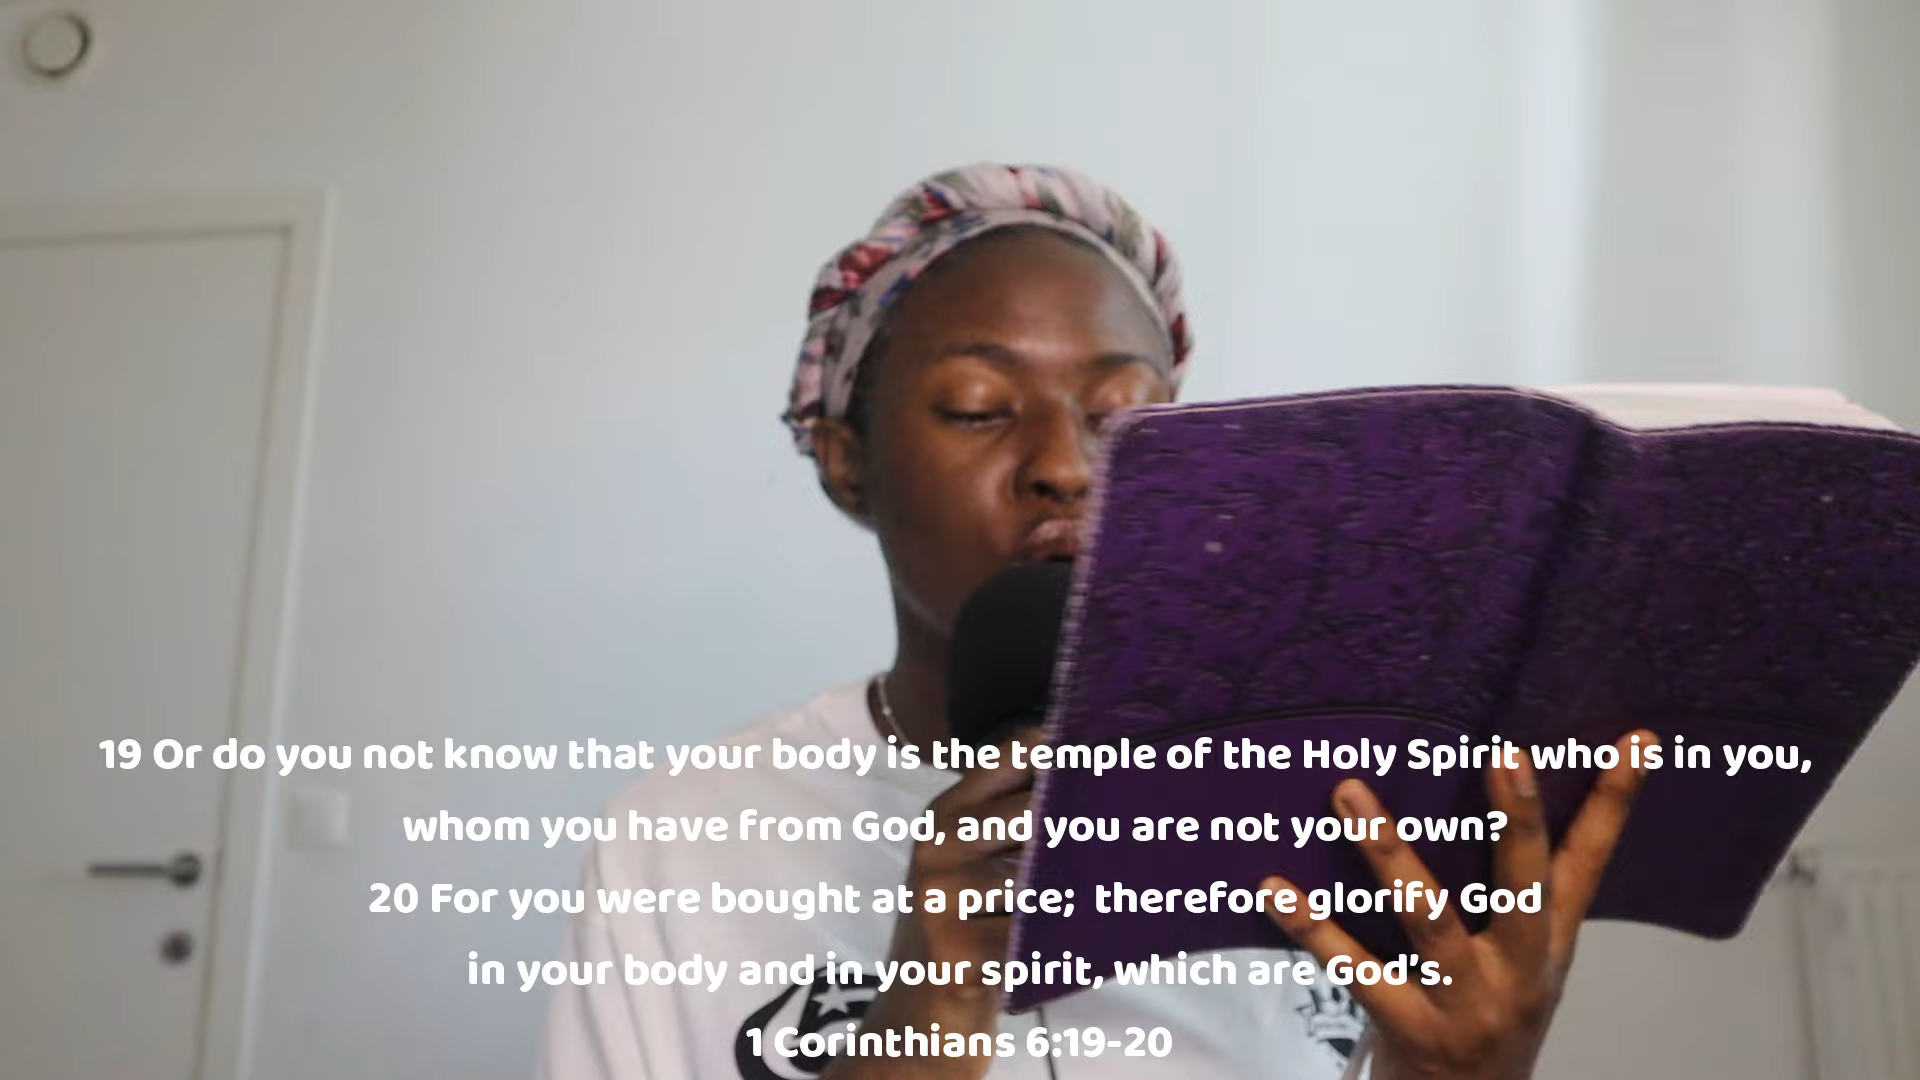 19 Or do you not know that your body is the temple of the Holy Spirit who is in you,
whom you have from God, and you are not your own?
20 For you were bought at a price;  therefore glorify God
in your body and in your spirit, which are God’s.
1 Corinthians 6:19-20